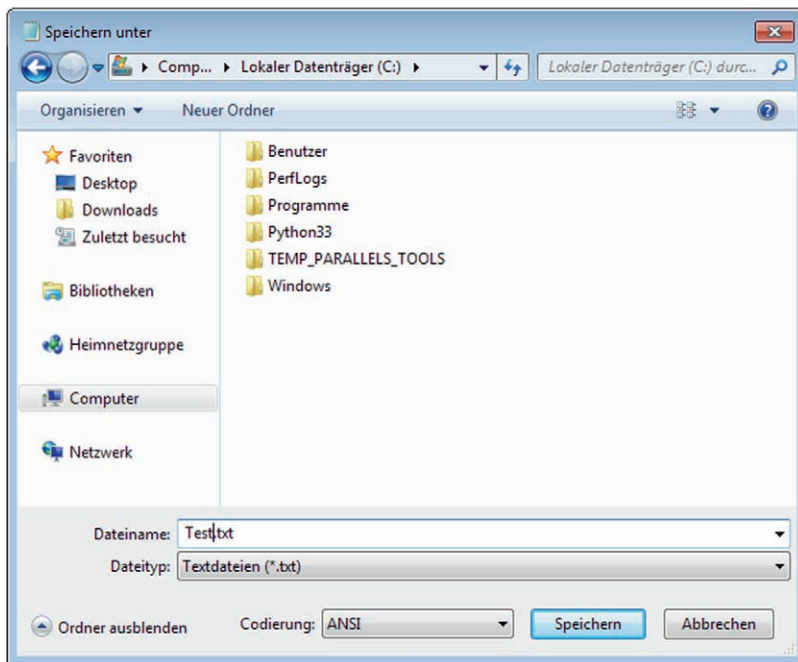 Speichern unter
Comp... Lokaler Datenträger (C:) Lokaler Datenträger (C:) durc...
Organisieren Neuer Ordner
Favoriten
Desktop
Downloads
Zuletzt besucht
Bibliotheken
Heimnetzgruppe
Computer
Netzwerk
Benutzer
PerfLogs
Programme
Python33
TEMP_PARALLELS_TOOLS
Windows
Dateiname: Test.txt
Dateityp: Textdateien (*.txt)
Ordner ausblenden Codierung: ANSI Speichern Abbrechen